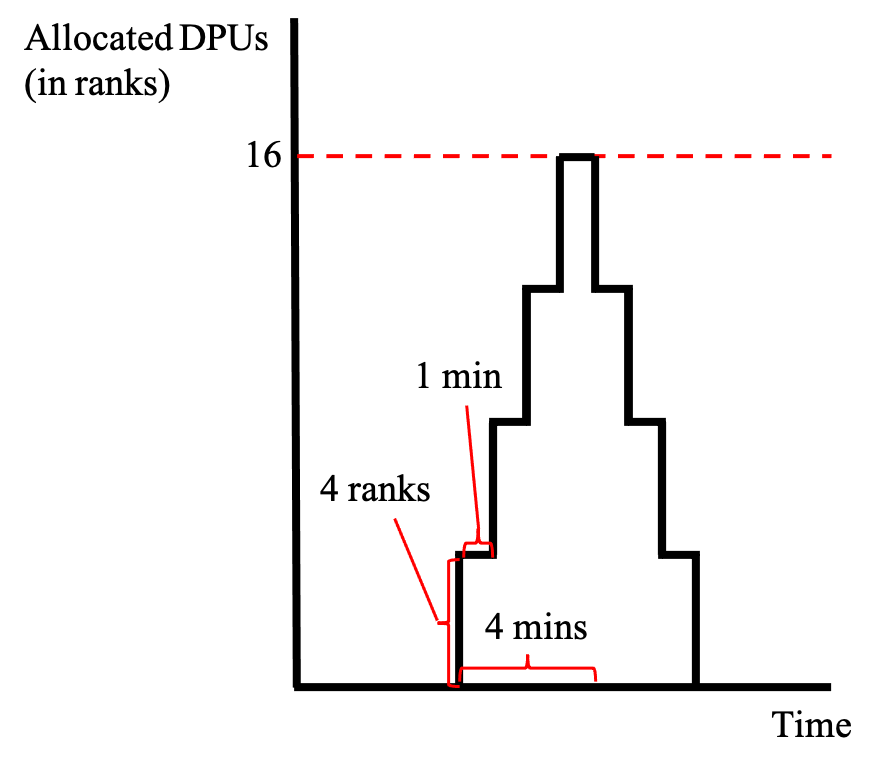 Allocated DPUs
(in ranks)
16
1 min
4 ranks
4 mins
Time